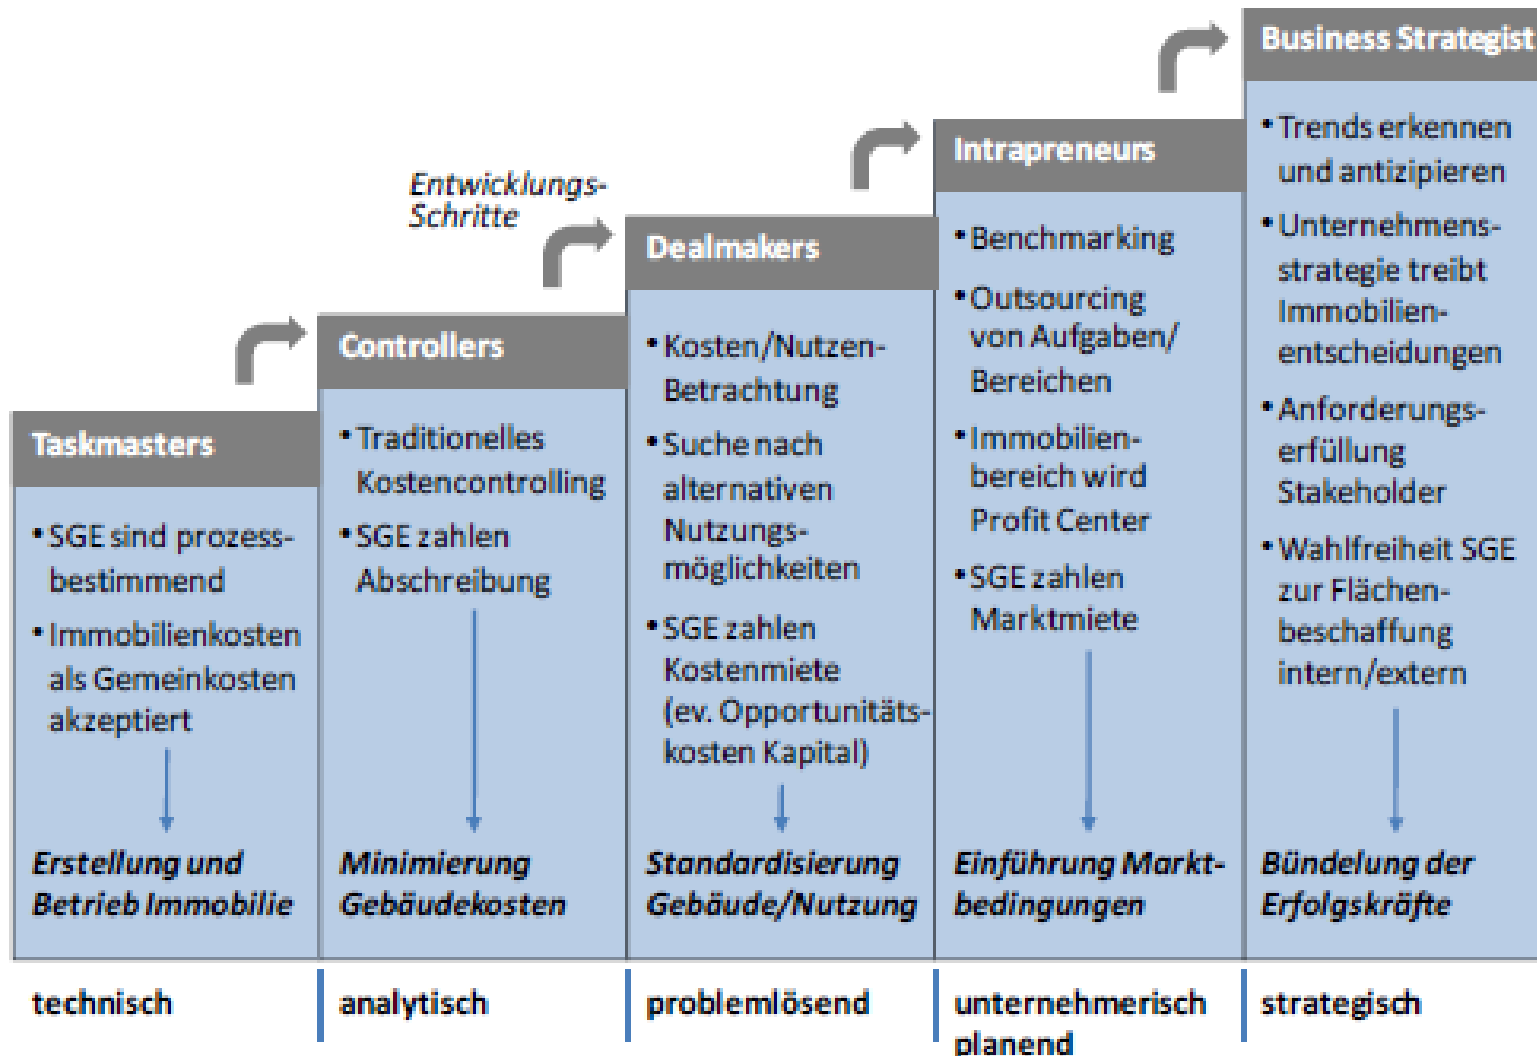 Entwicklungs-
Schritte
Taskmasters
• SGE sind prozess-
bestimmend
• Immobilienkosten
als Gemeinkosten
akzeptiert
Erstellung und
Betrieb Immobilie
technisch
Controllers
• Traditionelles
Kostencontrolling
• SGE zahlen
Abschreibung
Minimierung
Gebäudekosten
analytisch
Dealmakers
• Kosten/Nutzen-
Betrachtung
• Suche nach
alternativen
Nutzungs-
möglichkeiten
• SGE zahlen
Kostenmiete
(ev. Opportunitäts-
kosten Kapital)
Standardisierung
Gebäude/Nutzung
problemlösend
Intrapreneurs
• Benchmarking
• Outsourcing
von Aufgaben/
Bereichen
• Immobilien-
bereich wird
Profit Center
• SGE zahlen
Marktmiete
Einführung Markt-
bedingungen
unternehmerisch
planend
Business Strategist
• Trends erkennen
und antizipieren
• Unternehmens-
strategie treibt
Immobilien-
entscheidungen
• Anforderungs-
erfüllung
Stakeholder
• Wahlfreiheit SGE
zur Flächen-
beschaffung
intern/extern
Bündelung der
Erfolgskräfte
strategisch